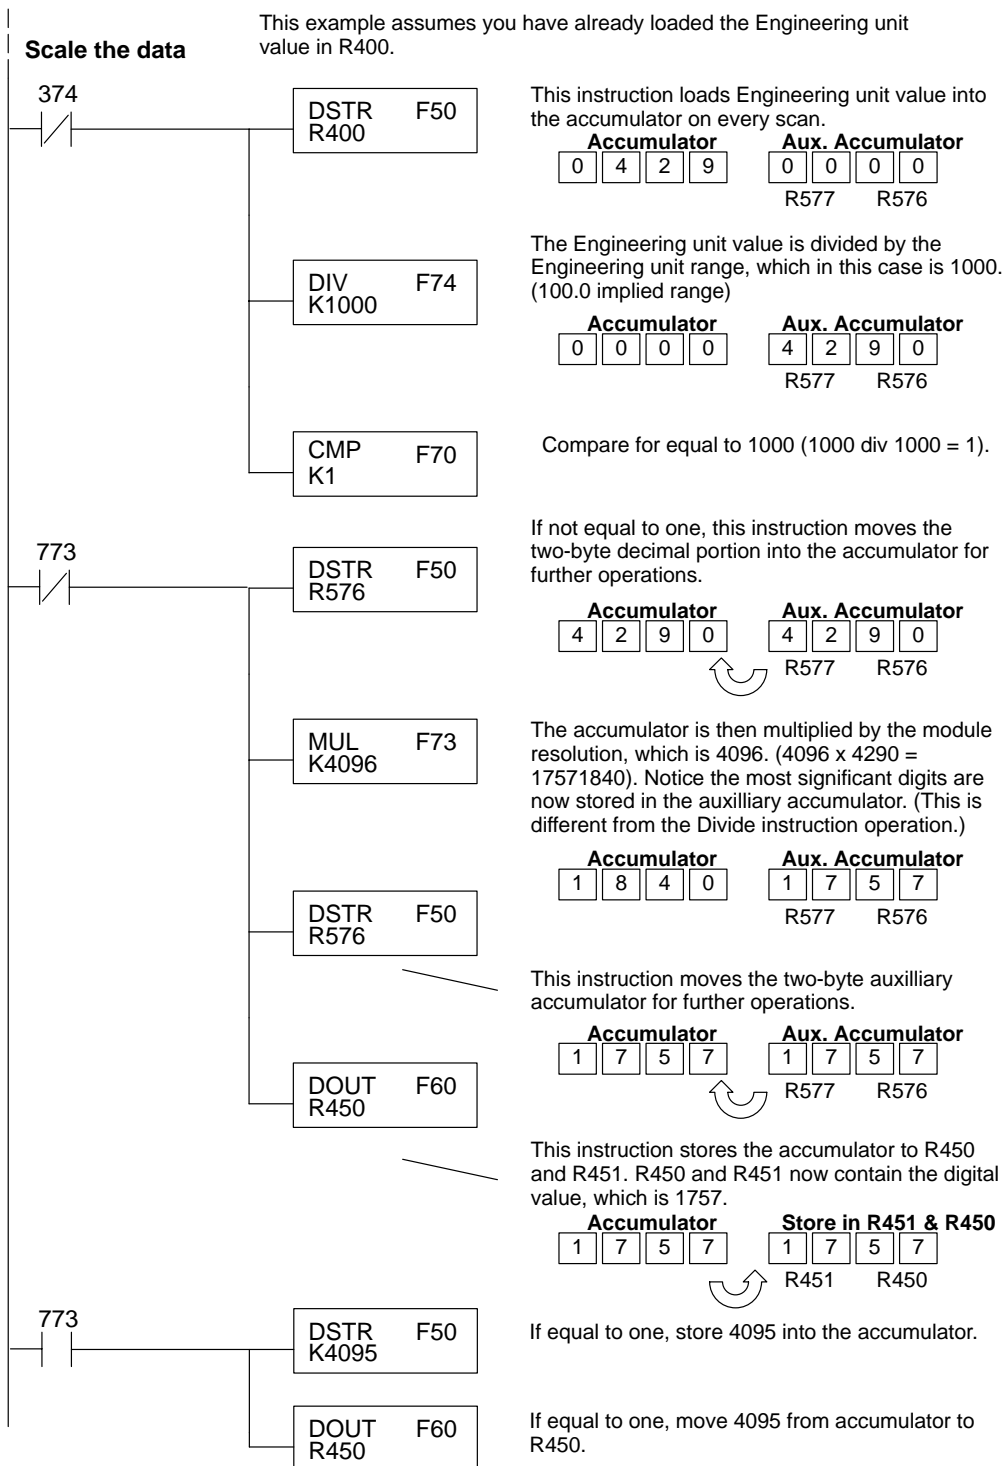 This example assumes you have already loaded the Engineering unit
value in R400.
Scale the data
374
DSTR F50
R400
This instruction loads Engineering unit value into
the accumulator on every scan.
Accumulator Aux. Accumulator
0 4 2 9 0 0 0 0
R577 R576
The Engineering unit value is divided by the
Engineering unit range, which in this case is 1000.
(100.0 implied range)
DIV F74
K1000
Accumulator Aux. Accumulator
0 0 0 0 4 2 9 0
R577 R576
CMP F70
K1
Compare for equal to 1000 (1000 div 1000 = 1).
773
DSTR F50
R576
If not equal to one, this instruction moves the
two-byte decimal portion into the accumulator for
further operations.
Accumulator Aux. Accumulator
4 2 9 0 4 2 9 0
R577 R576
MUL F73
K4096
The accumulator is then multiplied by the module
resolution, which is 4096. (4096 x 4290 =
17571840). Notice the most significant digits are
now stored in the auxilliary accumulator. (This is
different from the Divide instruction operation.)
Accumulator Aux. Accumulator
1 8 4 0 1 7 5 7
R577 R576
DSTR F50
R576
This instruction moves the two-byte auxilliary
accumulator for further operations.
Accumulator Aux. Accumulator
1 7 5 7 1 7 5 7
R577 R576
DOUT F60
R450
This instruction stores the accumulator to R450
and R451. R450 and R451 now contain the digital
value, which is 1757.
Accumulator Store in R451 & R450
1 7 5 7 1 7 5 7
R451 R450
773
DSTR F50
K4095
If equal to one, store 4095 into the accumulator.
DOUT F60
R450
If equal to one, move 4095 from accumulator to
R450.